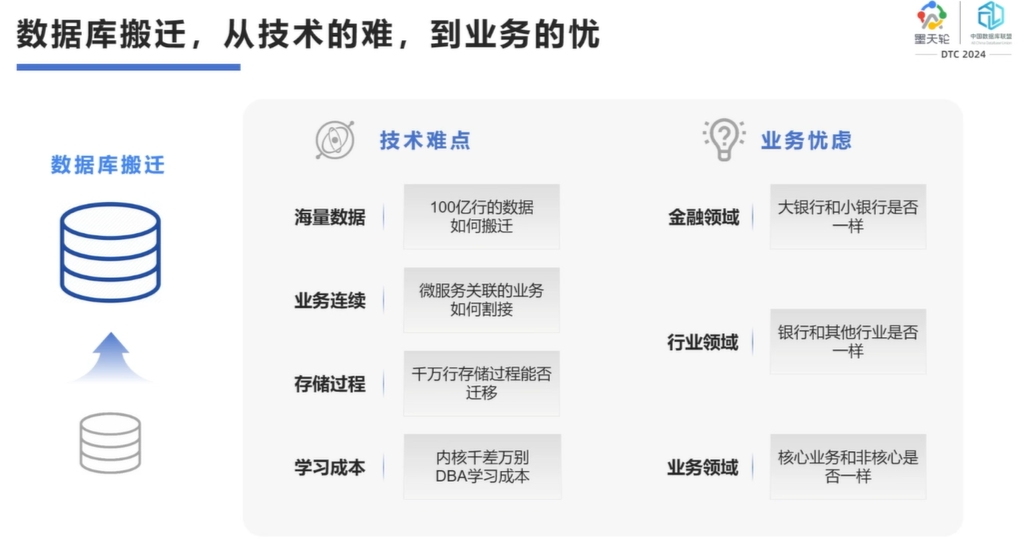 数据库搬迁，从技术的难，到业务的忧
墨天轮
中国数据库联盟
DTC 2024
数据库搬迁
技术难点
海量数据
100亿行的数据
如何搬迁
业务连续
微服务关联的业务
如何割接
存储过程
千万行存储过程能否
迁移
学习成本
内核千差万别
DBA学习成本
业务忧虑
金融领域
大银行和小银行是否
一样
行业领域
银行和其他行业是否
一样
业务领域
核心业务和非核心是
否一样